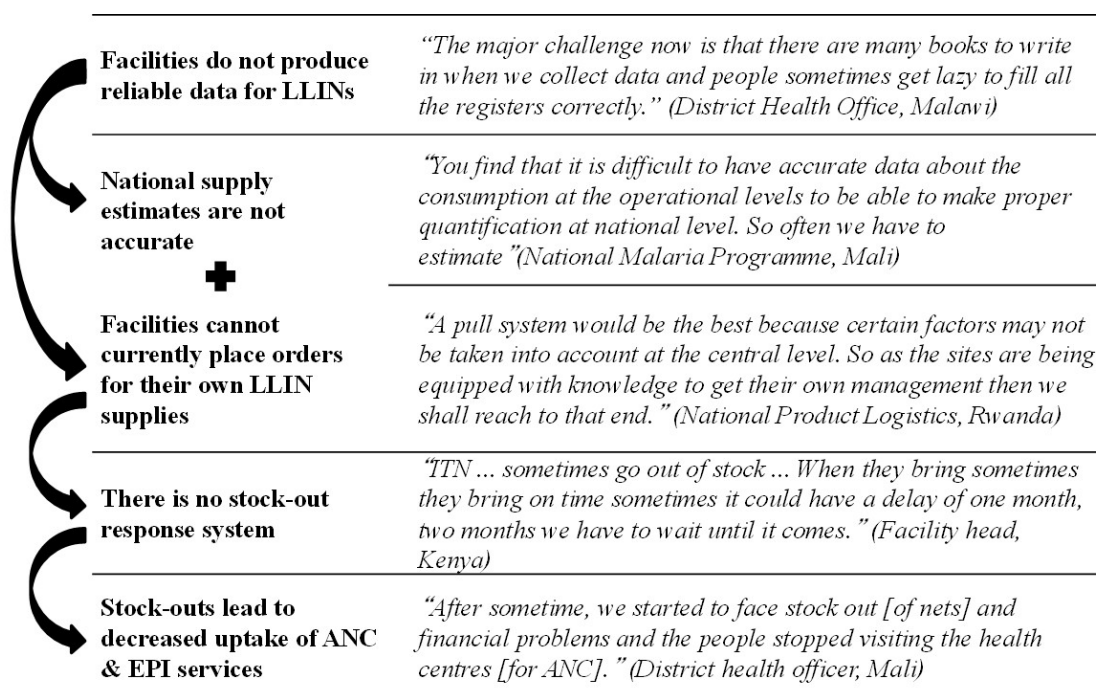 Facilities do not produce
reliable data for LLINs
“The major challenge now is that there are many books to write
in when we collect data and people sometimes get lazy to fill all
the registers correctly.” (District Health Office, Malawi)
National supply
estimates are not
accurate
“You find that it is difficult to have accurate data about the
consumption at the operational levels to be able to make proper
quantification at national level. So often we have to
estimate”(National Malaria Programme, Mali)
Facilities cannot
currently place orders
for their own LLIN
supplies
“A pull system would be the best because certain factors may not
be taken into account at the central level. So as the sites are being
equipped with knowledge to get their own management then we
shall reach to that end.” (National Product Logistics, Rwanda)
There is no stock-out
response system
“ITN ... sometimes go out of stock ... When they bring sometimes
they bring on time sometimes it could have a delay of one month,
two months we have to wait until it comes.” (Facility head,
Kenya)
Stock-outs lead to
decreased uptake of ANC
& EPI services
“After sometime, we started to face stock out [of nets] and
financial problems and the people stopped visiting the health
centres [for ANC].” (District health officer, Mali)